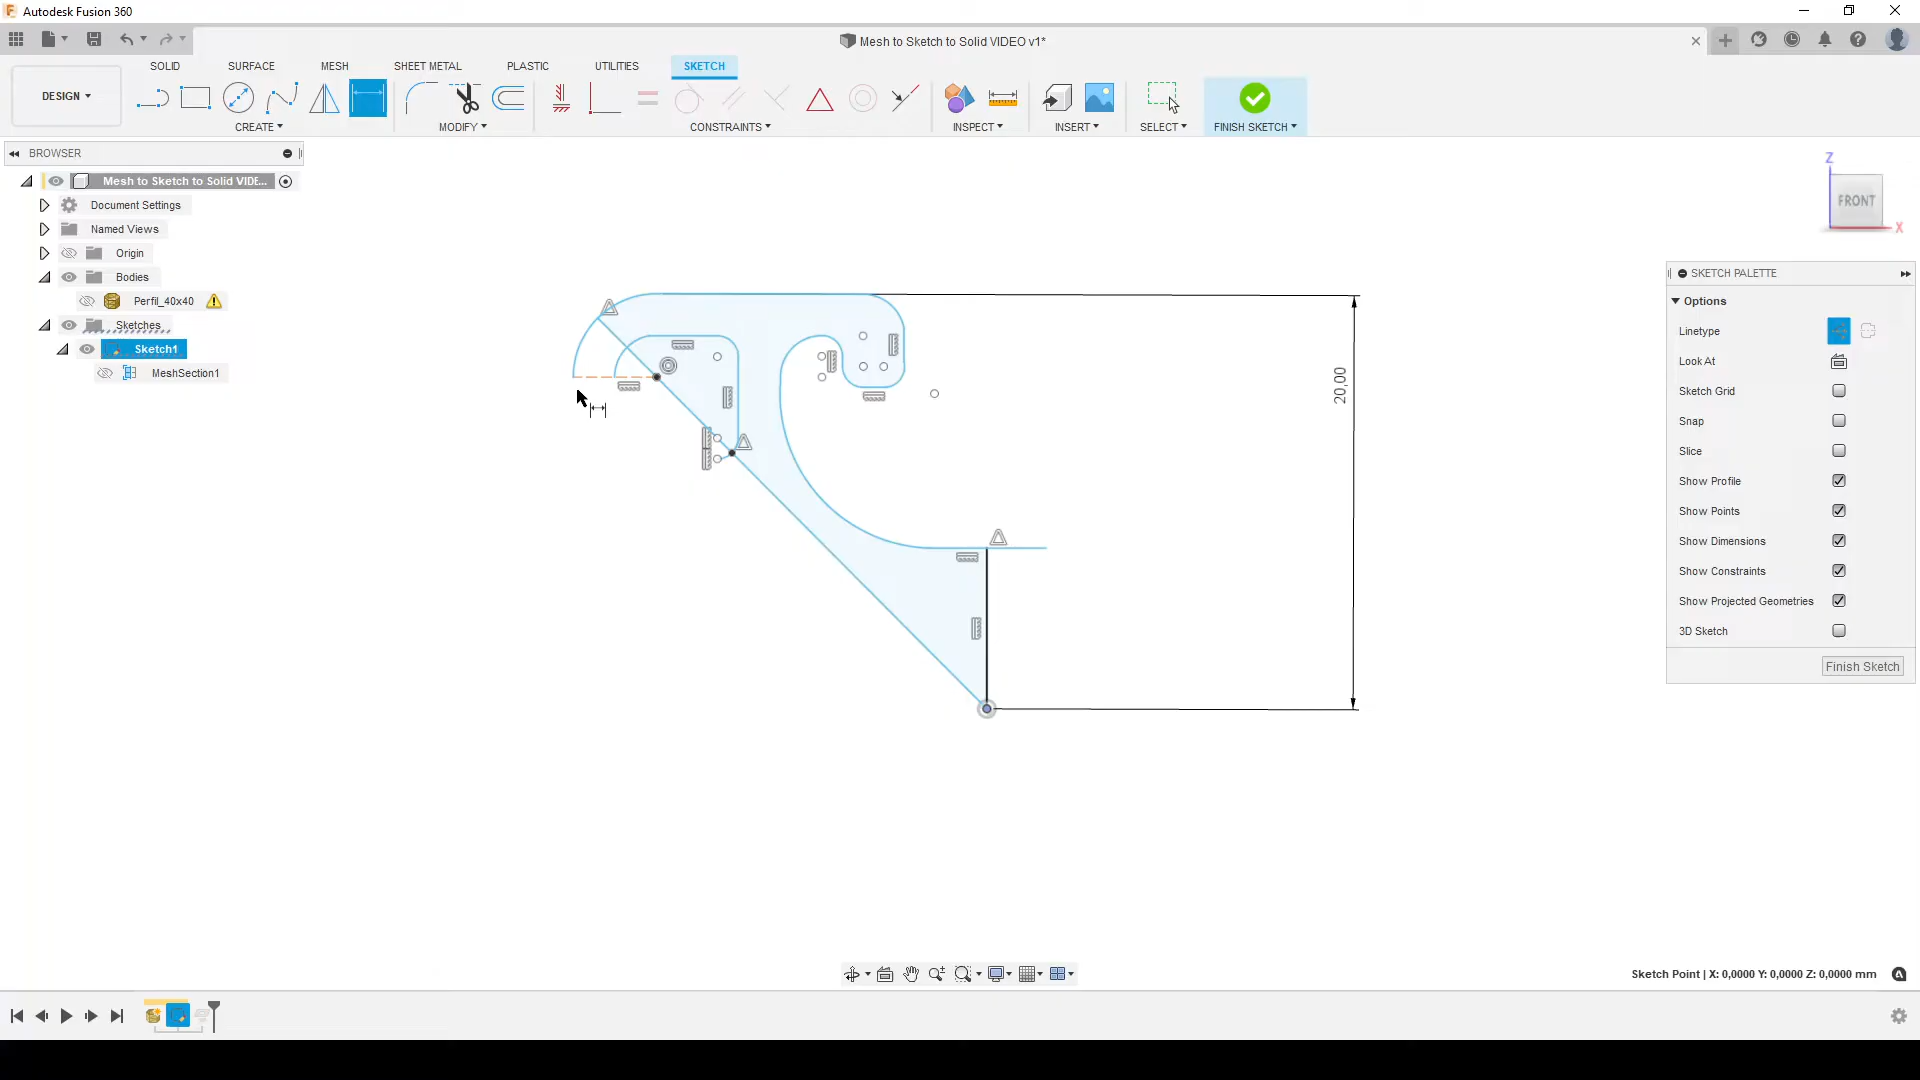 Autodesk Fusion 360
Mesh to Sketch to Solid VIDEO v1*
SOLID
SURFACE
MESH
SHEET METAL
PLASTIC
UTILITIES
SKETCH
DESIGN
CREATE
MODIFY
CONSTRAINTS
INSPECT
INSERT
SELECT
FINISH SKETCH
BROWSER
Mesh to Sketch to Solid VIDE...
Document Settings
Named Views
Origin
Bodies
Perfil_40x40
Sketches
Sketch1
MeshSection1
Z
FRONT
X
20,00
SKETCH PALETTE
Options
Linetype
Look At
Sketch Grid
Snap
Slice
Show Profile
Show Points
Show Dimensions
Show Constraints
Show Projected Geometries
3D Sketch
Finish Sketch
Sketch Point | X: 0,0000 Y: 0,0000 Z: 0,0000 mm